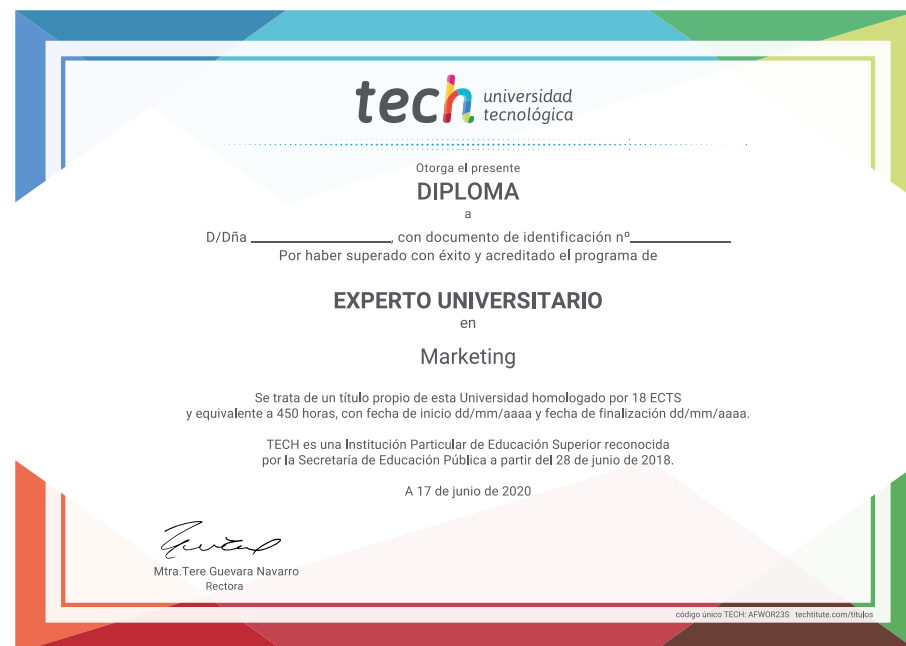 tech universidad
tecnológica
Otorga el presente
DIPLOMA
a
D/Dña ____________________, con documento de identificación nº______________
Por haber superado con éxito y acreditado el programa de
EXPERTO UNIVERSITARIO
en
Marketing
Se trata de un título propio de esta Universidad homologado por 18 ECTS
y equivalente a 450 horas, con fecha de inicio dd/mm/aaaa y fecha de finalización dd/mm/aaaa.
TECH es una Institución Particular de Educación Superior reconocida
por la Secretaría de Educación Pública a partir del 28 de junio de 2018.
A 17 de junio de 2020
Mtra.Tere Guevara Navarro
Rectora
código único TECH: AFWOR23S techtitute.com/titulos